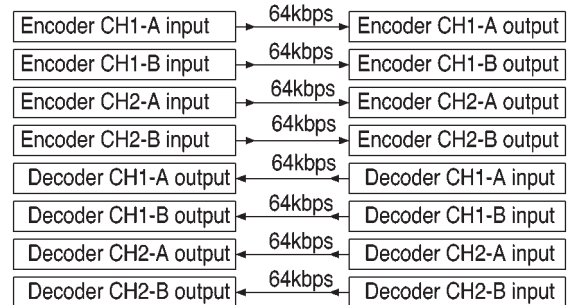 Encoder CH1-A input 64kbps Encoder CH1-A output
Encoder CH1-B input 64kbps Encoder CH1-B output
Encoder CH2-A input 64kbps Encoder CH2-A output
Encoder CH2-B input 64kbps Encoder CH2-B output
Decoder CH1-A output 64kbps Decoder CH1-A input
Decoder CH1-B output 64kbps Decoder CH1-B input
Decoder CH2-A output 64kbps Decoder CH2-A input
Decoder CH2-B output 64kbps Decoder CH2-B input